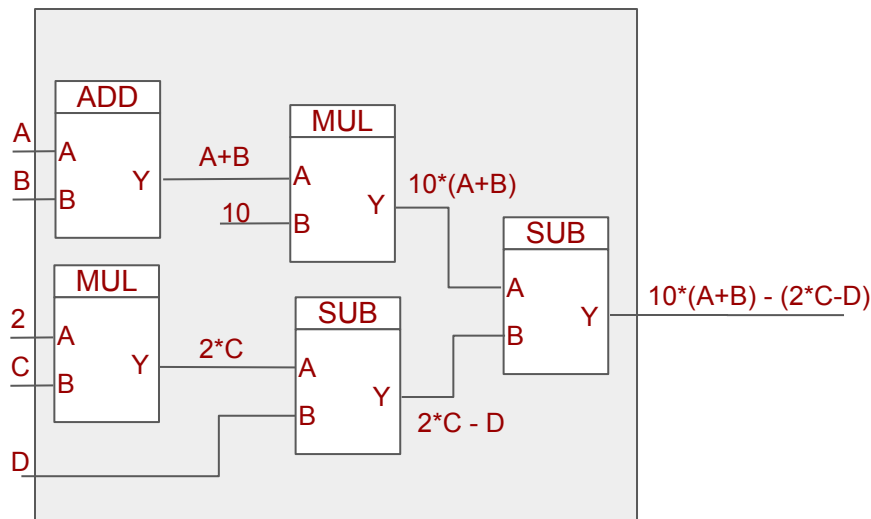 ADD
A
A
B
B
Y
A+B
MUL
A
10
B
Y
10*(A+B)
MUL
2
A
C
B
Y
2*C
SUB
A
B
Y
2*C - D
D
SUB
A
B
Y
10*(A+B) - (2*C-D)